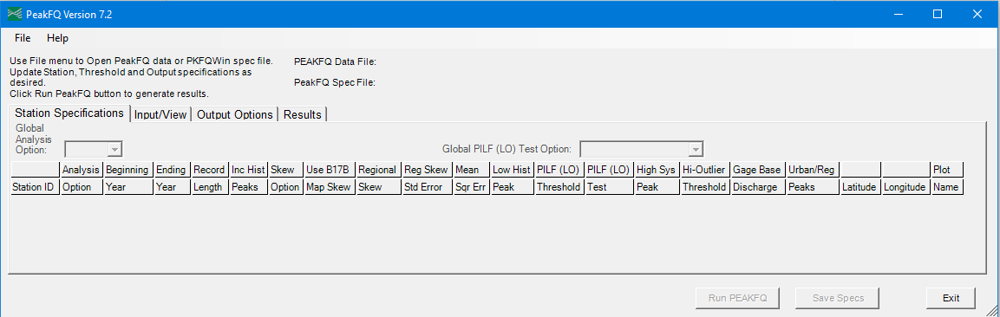 PeakFQ Version 7.2
File Help
Use File menu to Open PeakFQ data or PKFQWin spec file.
Update Station, Threshold and Output specifications as
desired.
Click Run PeakFQ button to generate results.
PEAKFQ Data File:
PeakFQ Spec File:
Station Specifications Input/View Output Options Results
Global
Analysis
Option:
Global PILF (LO) Test Option:
Analysis Beginning Ending Record Inc Hist Skew Use B17B Regional Reg Skew Mean Low Hist PILF (LO) PILF (LO) High Sys Hi-Outlier Gage Base Urban/Reg Plot
Station ID Option Year Year Length Peaks Option Map Skew Skew Std Error Sqr Err Peak Threshold Test Peak Threshold Discharge Peaks Latitude Longitude Name
Run PEAKFQ Save Specs Exit